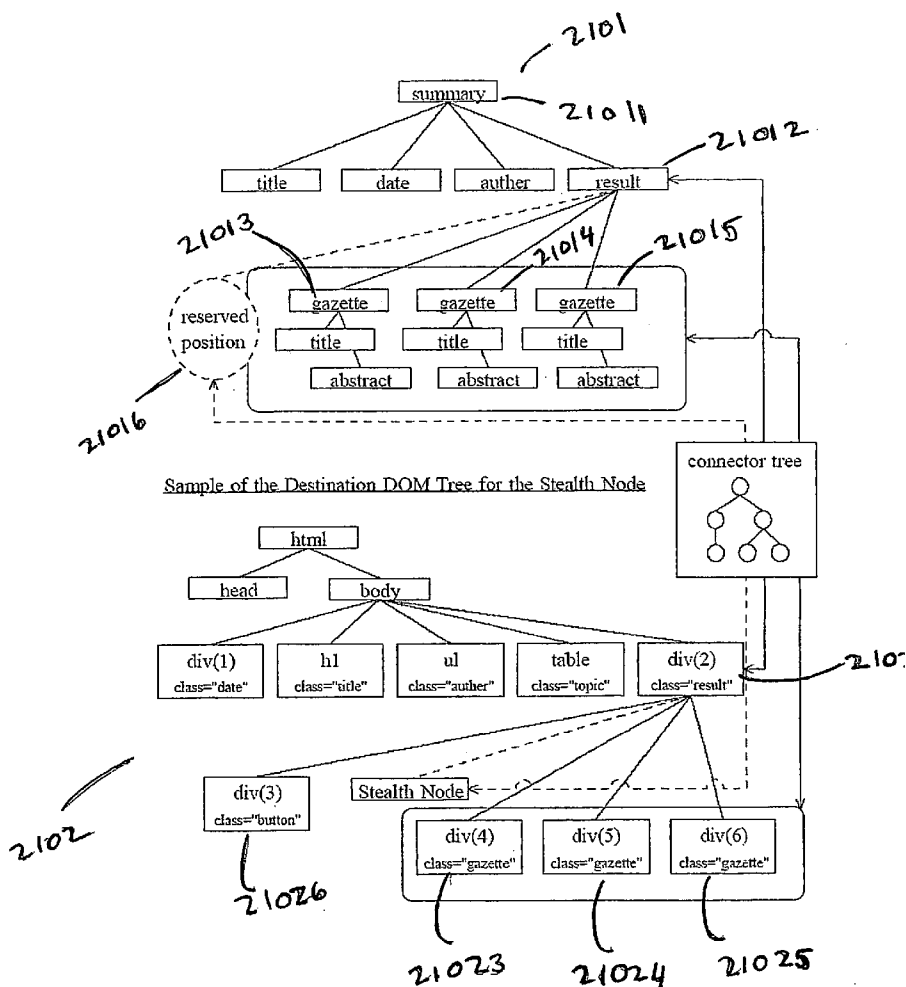 2101
summary
21011
21012
title
date
auther
result
21013
21014
21015
reserved
position
gazette
gazette
gazette
title
title
title
abstract
abstract
abstract
21016
connector tree
Sample of the Destination DOM Tree for the Stealth Node
html
head
body
div(1)
class="date"
h1
class="title"
ul
class="auther"
table
class="topic"
div(2)
class="result"
2102
div(3)
class="button"
Stealth Node
div(4)
class="gazette"
div(5)
class="gazette"
div(6)
class="gazette"
21026
21023
21024
21025